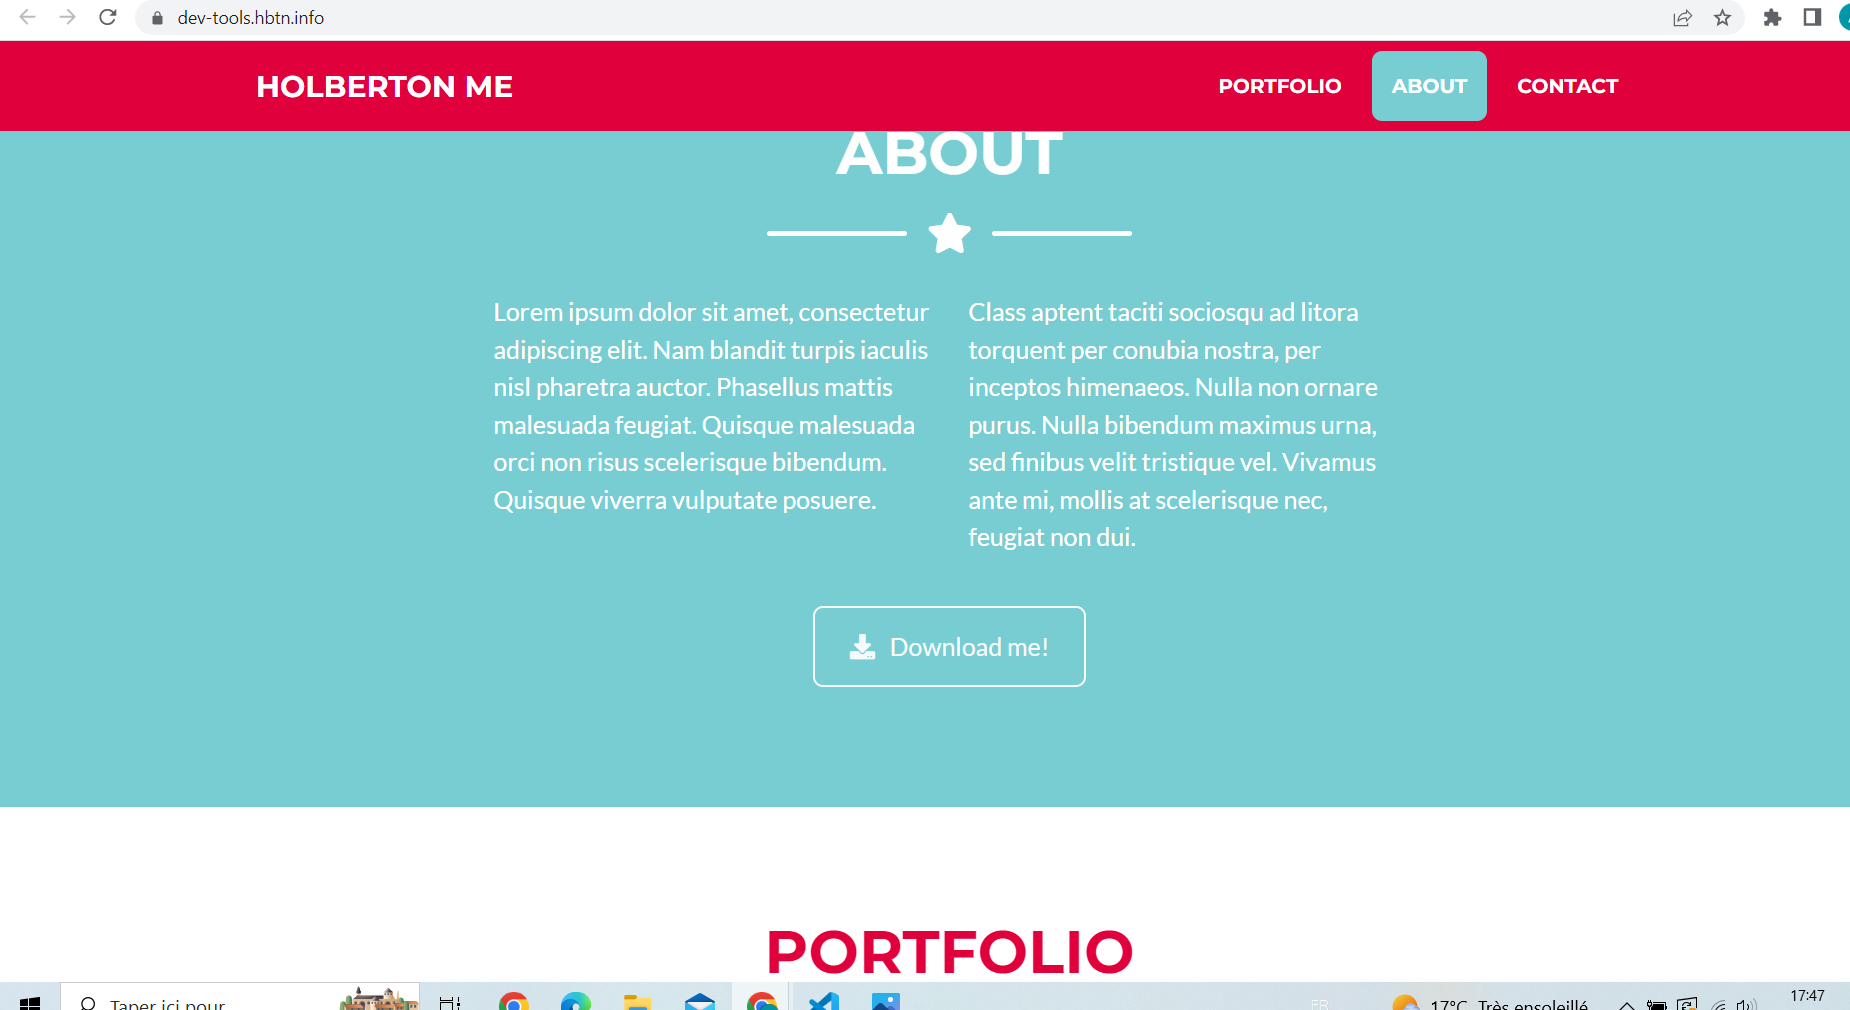 dev-tools.hbtn.info
HOLBERTON ME
PORTFOLIO
ABOUT
CONTACT
ABOUT
Lorem ipsum dolor sit amet, consectetur
adipiscing elit. Nam blandit turpis iaculis
nisl pharetra auctor. Phasellus mattis
malesuada feugiat. Quisque malesuada
orci non risus scelerisque bibendum.
Quisque viverra vulputate posuere.
Class aptent taciti sociosqu ad litora
torquent per conubia nostra, per
inceptos himenaeos. Nulla non ornare
purus. Nulla bibendum maximus urna,
sed finibus velit tristique vel. Vivamus
ante mi, mollis at scelerisque nec,
feugiat non dui.
Download me!
PORTFOLIO
Taper ici pour
FR
17°C Très ensoleillé
17:47